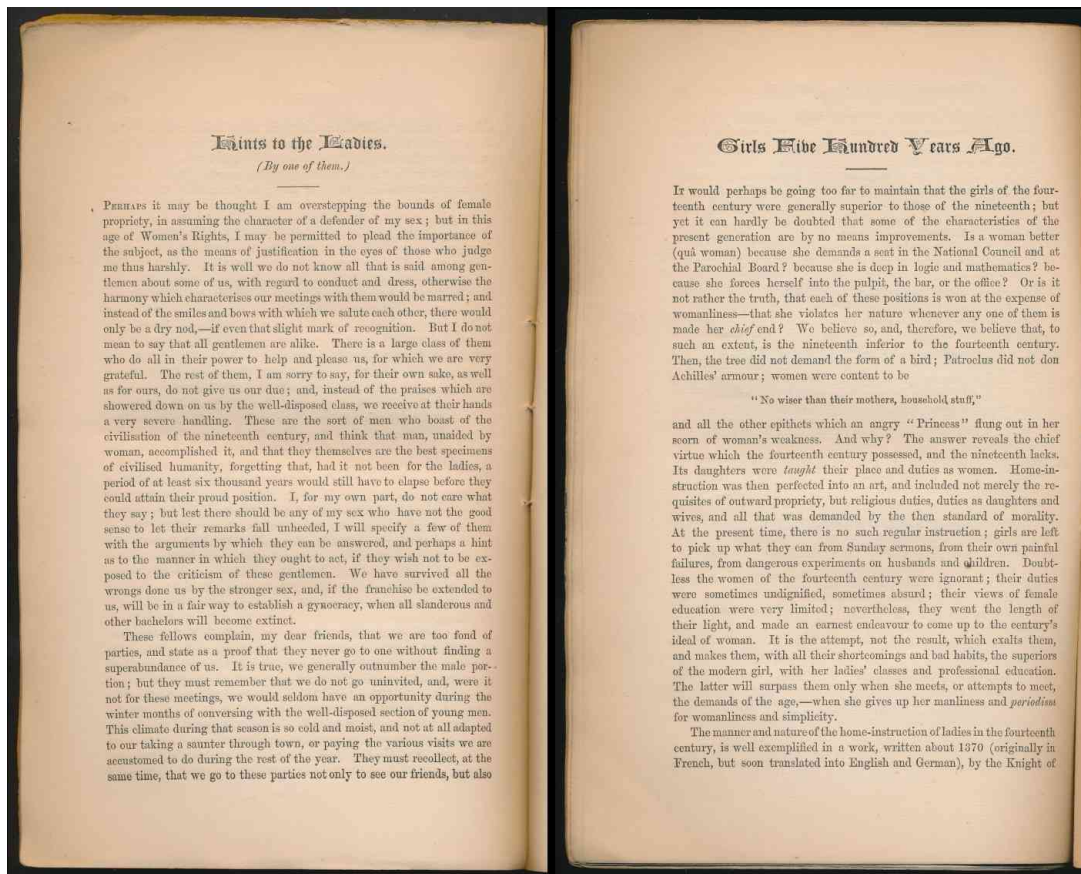 Hints to the Ladies.
(By one of them.)
PERHAPS it may be thought I am overstepping the bounds of female
propriety, in assuming the character of a defender of my sex; but in this
age of Women's Rights, I may be permitted to plead the importance of
the subject, as the means of justification in the eyes of those who judge
me thus harshly. It is well we do not know all that is said among gen-
tlemen about some of us, with regard to conduct and dress, otherwise the
harmony which characterises our meetings with them would be marred; and
instead of the smiles and bows with which we salute each other, there would
only be a dry nod,—if even that slight mark of recognition. But I do not
mean to say that all gentlemen are alike. There is a large class of them
who do all in their power to help and please us, for which we are very
grateful. The rest of them, I am sorry to say, for their own sake, as well
as for ours, do not give us our due; and, instead of the praises which are
showered down on us by the well-disposed class, we receive at their hands
a very severe handling. These are the sort of men who boast of the
civilisation of the nineteenth century, and think that man, unaided by
woman, accomplished it, and that they themselves are the best specimens
of civilised humanity, forgetting that, had it not been for the ladies, a
period of at least six thousand years would still have to elapse before they
could attain their proud position. I, for my own part, do not care what
they say; but lest there should be any of my sex who have not the good
sense to let their remarks fall unheeded, I will specify a few of them
with the arguments by which they can be answered, and perhaps a hint
as to the manner in which they ought to act, if they wish not to be ex-
posed to the criticism of these gentlemen. We have survived all the
wrongs done us by the stronger sex, and, if the franchise be extended to
us, will be in a fair way to establish a gynocracy, when all slanderous and
other bachelors will become extinct.
These fellows complain, my dear friends, that we are too fond of
parties, and state as a proof that they never go to one without finding a
superabundance of us. It is true, we generally outnumber the male por-
tion; but they must remember that we do not go uninvited, and, were it
not for these meetings, we would seldom have an opportunity during the
winter months of conversing with the well-disposed section of young men.
This climate during that season is so cold and moist, and not at all adapted
to our taking a saunter through town, or paying the various visits we are
accustomed to do during the rest of the year. They must recollect, at the
same time, that we go to these parties not only to see our friends, but also
Girls Five Hundred Years Ago.
IT would perhaps be going too far to maintain that the girls of the four-
teenth century were generally superior to those of the nineteenth; but
yet it can hardly be doubted that some of the characteristics of the
present generation are by no means improvements. Is a woman better
(quâ woman) because she demands a seat in the National Council and at
the Parochial Board? because she is deep in logic and mathematics? be-
cause she forces herself into the pulpit, the bar, or the office? Or is it
not rather the truth, that each of these positions is won at the expense of
womanliness—that she violates her nature whenever any one of them is
made her chief end? We believe so, and, therefore, we believe that, to
such an extent, is the nineteenth inferior to the fourteenth century.
Then, the tree did not demand the form of a bird; Patroclus did not don
Achilles' armour; women were content to be
"No wiser than their mothers, household stuff,"
and all the other epithets which an angry "Princess" flung out in her
scorn of woman's weakness. And why? The answer reveals the chief
virtue which the fourteenth century possessed, and the nineteenth lacks.
Its daughters were taught their place and duties as women. Home-in-
struction was then perfected into an art, and included not merely the re-
quisites of outward propriety, but religious duties, duties as daughters and
wives, and all that was demanded by the then standard of morality.
At the present time, there is no such regular instruction; girls are left
to pick up what they can from Sunday sermons, from their own painful
failures, from dangerous experiments on husbands and children. Doubt-
less the women of the fourteenth century were ignorant; their duties
were sometimes undignified, sometimes absurd; their views of female
education were very limited; nevertheless, they went the length of
their light, and made an earnest endeavour to come up to the century's
ideal of woman. It is the attempt, not the result, which exalts them,
and makes them, with all their shortcomings and bad habits, the superiors
of the modern girl, with her ladies' classes and professional education.
The latter will surpass them only when she meets, or attempts to meet,
the demands of the age,—when she gives up her manliness and periodism
for womanliness and simplicity.
The manner and nature of the home-instruction of ladies in the fourteenth
century, is well exemplified in a work, written about 1370 (originally in
French, but soon translated into English and German), by the Knight of